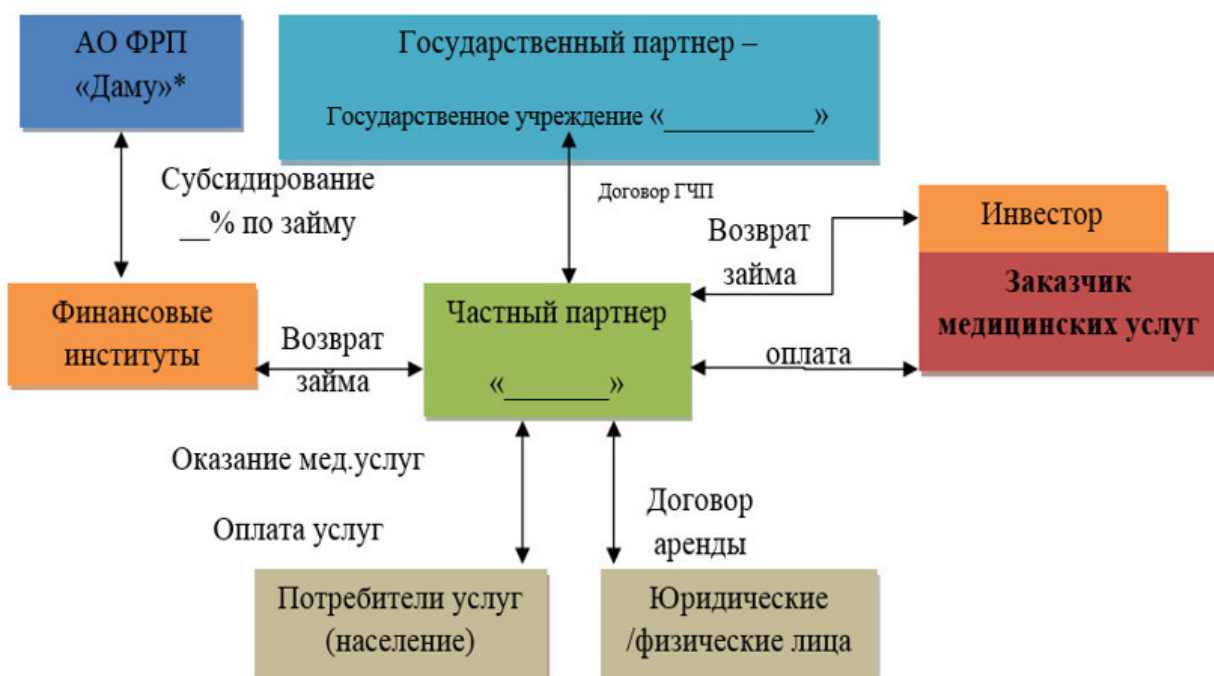 АО ФРП
«Даму»*
Государственный партнер –
Государственное учреждение «__________»
Субсидирование
__% по займу
Договор ГЧП
Возврат
займа
Инвестор
Заказчик
медицинских услуг
Финансовые
институты
Возврат
займа
Частный партнер
«_______»
оплата
Оказание мед.услуг
Оплата услуг
Договор
аренды
Потребители услуг
(население)
Юридические
/физические лица